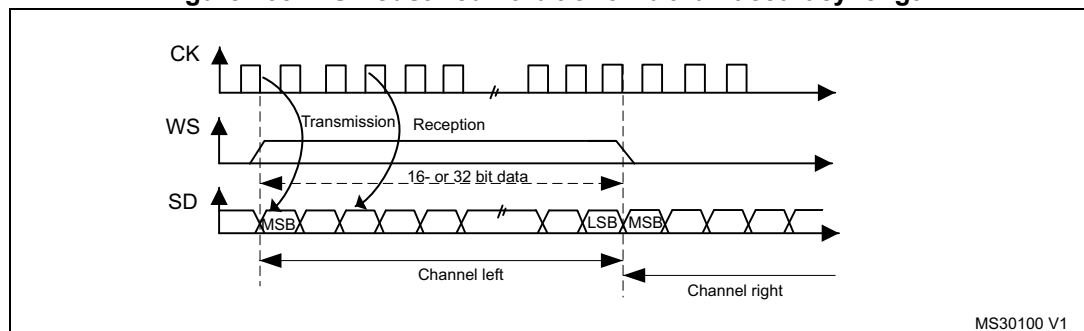 CK
Transmission
Reception
WS
16- or 32 bit data
SD
MSB
LSB
MSB
Channel left
Channel right
MS30100 V1